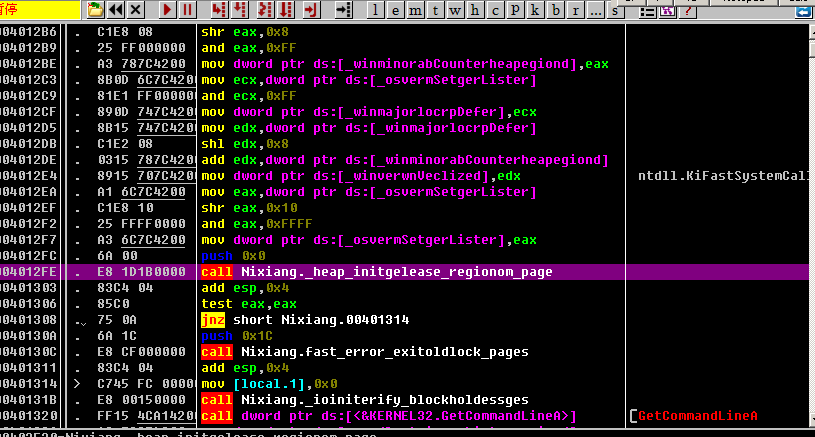 暂停 l e m t w h c p k b r ... s
004012B6 . C1E8 08 shr eax,0x8
004012B9 . 25 FF000000 and eax,0xFF
004012BE . A3 787C4200 mov dword ptr ds:[_winminorabCounterheapegiond],eax
004012C3 . 8B0D 6C7C4200 mov ecx,dword ptr ds:[_osvermSetgerLister]
004012C9 . 81E1 FF000000 and ecx,0xFF
004012CF . 890D 747C4200 mov dword ptr ds:[_winmajorlocrpDefer],ecx
004012D5 . 8B15 747C4200 mov edx,dword ptr ds:[_winmajorlocrpDefer]
004012DB . C1E2 08 shl edx,0x8
004012DE . 0315 787C4200 add edx,dword ptr ds:[_winminorabCounterheapegiond]
004012E4 . 8915 707C4200 mov dword ptr ds:[_winverwnVeclized],edx ntdll.KiFastSystemCall
004012EA . A1 6C7C4200 mov eax,dword ptr ds:[_osvermSetgerLister]
004012EF . C1E8 10 shr eax,0x10
004012F2 . 25 FFFF0000 and eax,0xFFFF
004012F7 . A3 6C7C4200 mov dword ptr ds:[_osvermSetgerLister],eax
004012FC . 6A 00 push 0x0
004012FE . E8 1D1B0000 call Nixiang._heap_initgelease_regionom_page
00401303 . 83C4 04 add esp,0x4
00401306 . 85C0 test eax,eax
00401308 . 75 0A jnz short Nixiang.00401314
0040130A . 6A 1C push 0x1C
0040130C . E8 CF000000 call Nixiang.fast_error_exitoldlock_pages
00401311 . 83C4 04 add esp,0x4
00401314 > C745 FC 0000 mov [local.1],0x0
0040131B . E8 00150000 call Nixiang._ioiniterify_blockholdessges
00401320 . FF15 4CA14200 call dword ptr ds:[<&KERNEL32.GetCommandLineA>] [GetCommandLineA